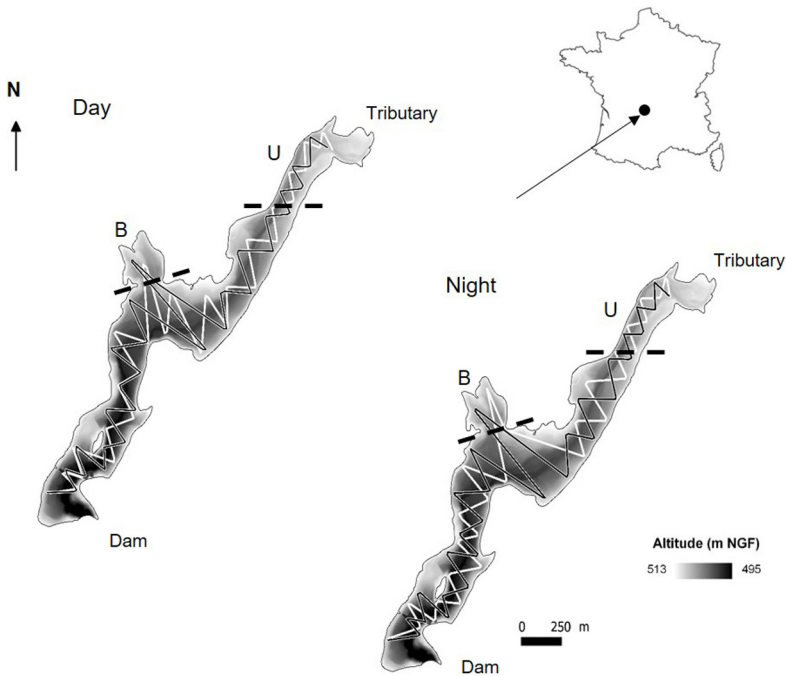 N
Day
Tributary
U
B
Dam
Tributary
Night
U
B
Altitude (m NGF)
513 495
0 250 m
Dam